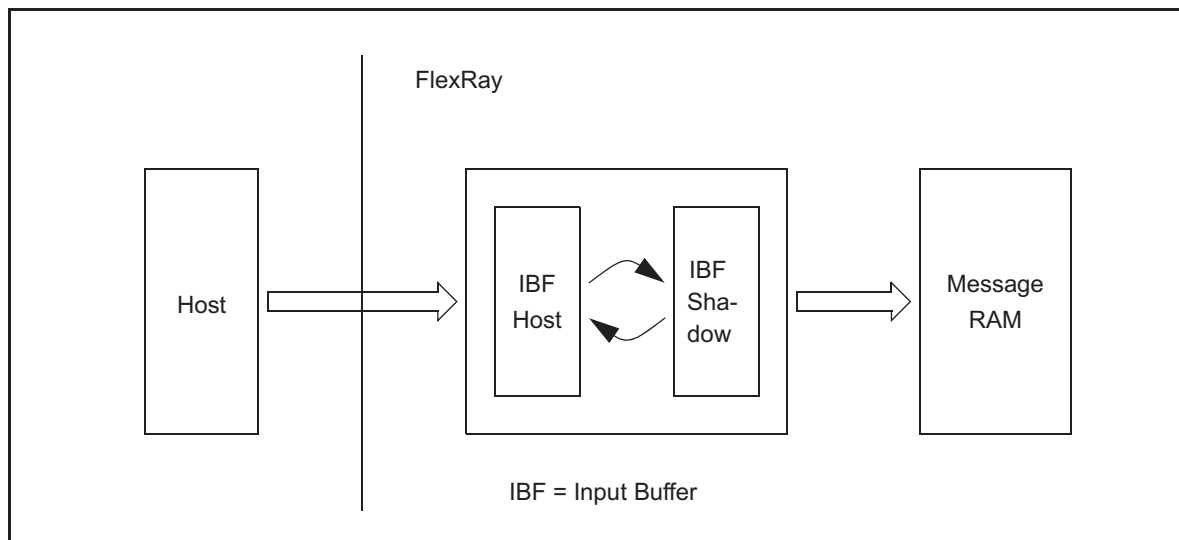 FlexRay
Host
IBF
Host
IBF
Sha-
dow
Message
RAM
IBF = Input Buffer